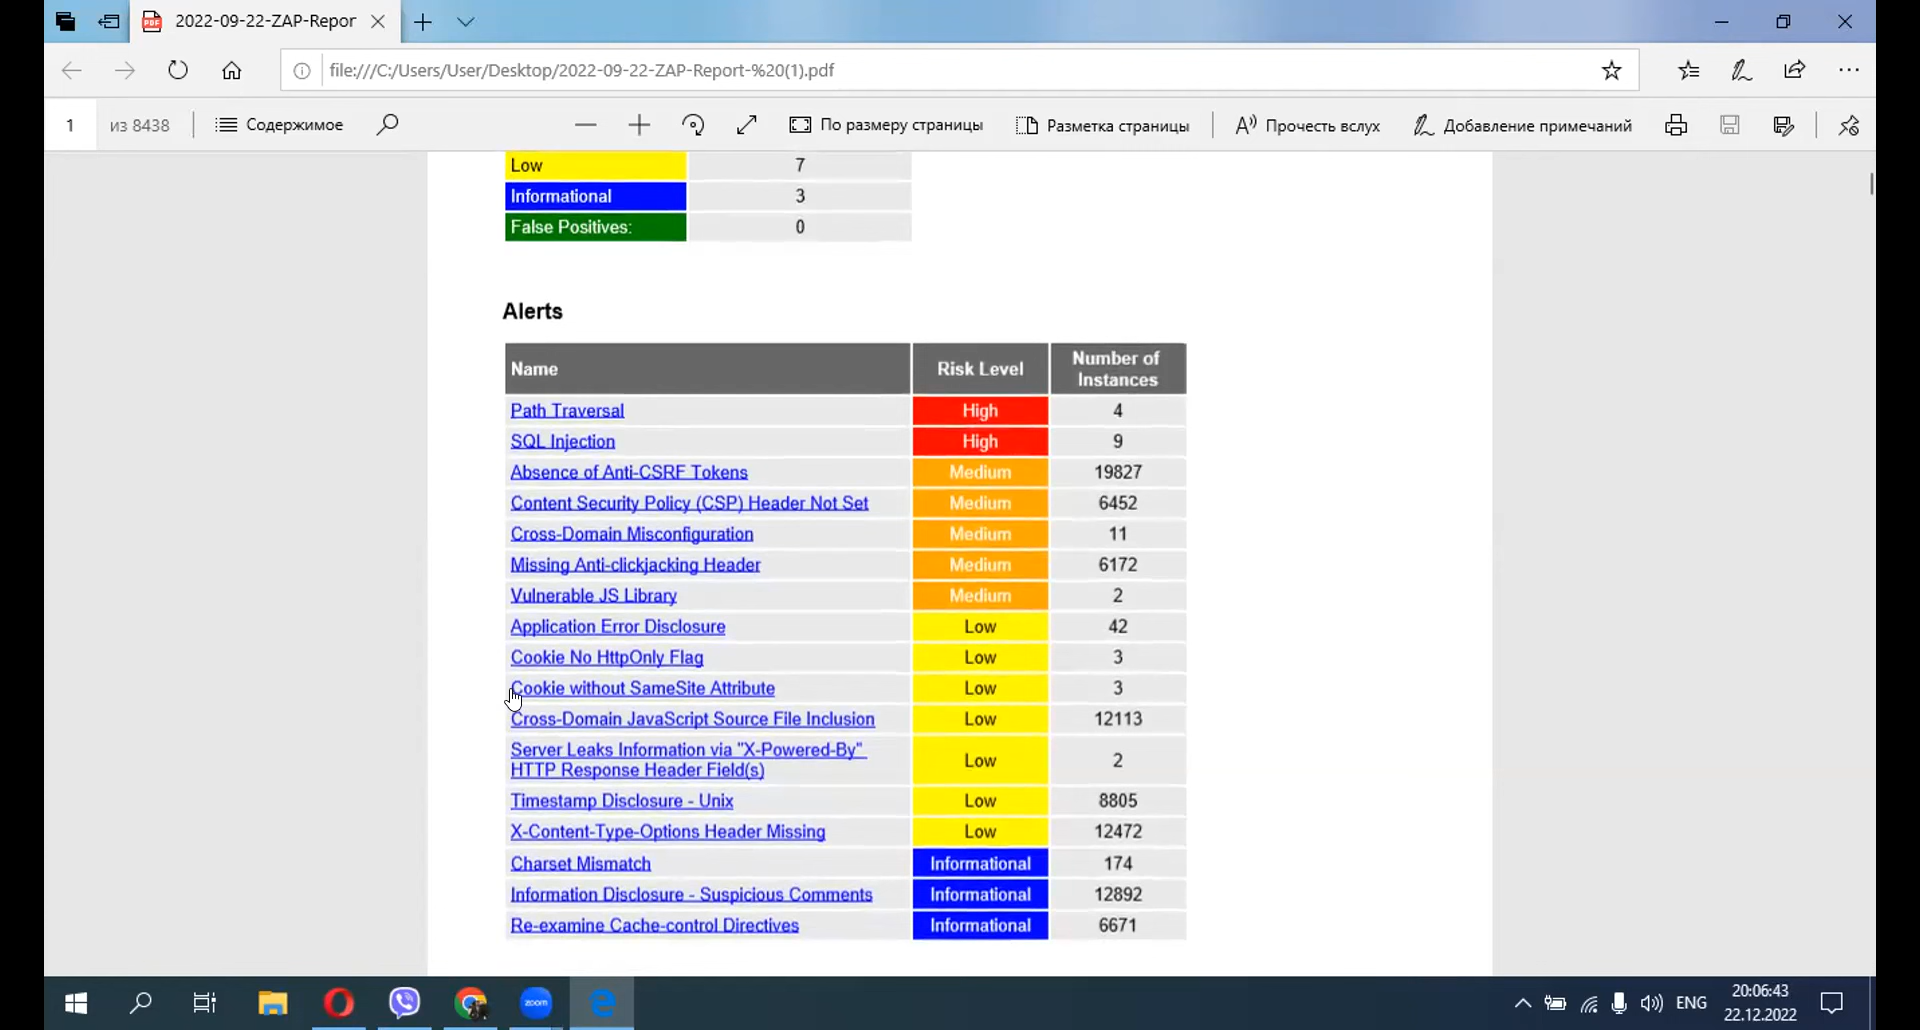 2022-09-22-ZAP-Repor
file:///C:/Users/User/Desktop/2022-09-22-ZAP-Report-%20(1).pdf
1 из 8438 Содержимое По размеру страницы Разметка страницы Прочесть вслух Добавление примечаний
Low 7
Informational 3
False Positives: 0
Alerts
Name Risk Level Number of
Instances
Path Traversal High 4
SQL Injection High 9
Absence of Anti-CSRF Tokens Medium 19827
Content Security Policy (CSP) Header Not Set Medium 6452
Cross-Domain Misconfiguration Medium 11
Missing Anti-clickjacking Header Medium 6172
Vulnerable JS Library Medium 2
Application Error Disclosure Low 42
Cookie No HttpOnly Flag Low 3
Cookie without SameSite Attribute Low 3
Cross-Domain JavaScript Source File Inclusion Low 12113
Server Leaks Information via "X-Powered-By"
HTTP Response Header Field(s) Low 2
Timestamp Disclosure - Unix Low 8805
X-Content-Type-Options Header Missing Low 12472
Charset Mismatch Informational 174
Information Disclosure - Suspicious Comments Informational 12892
Re-examine Cache-control Directives Informational 6671
zoom ENG 20:06:43
22.12.2022